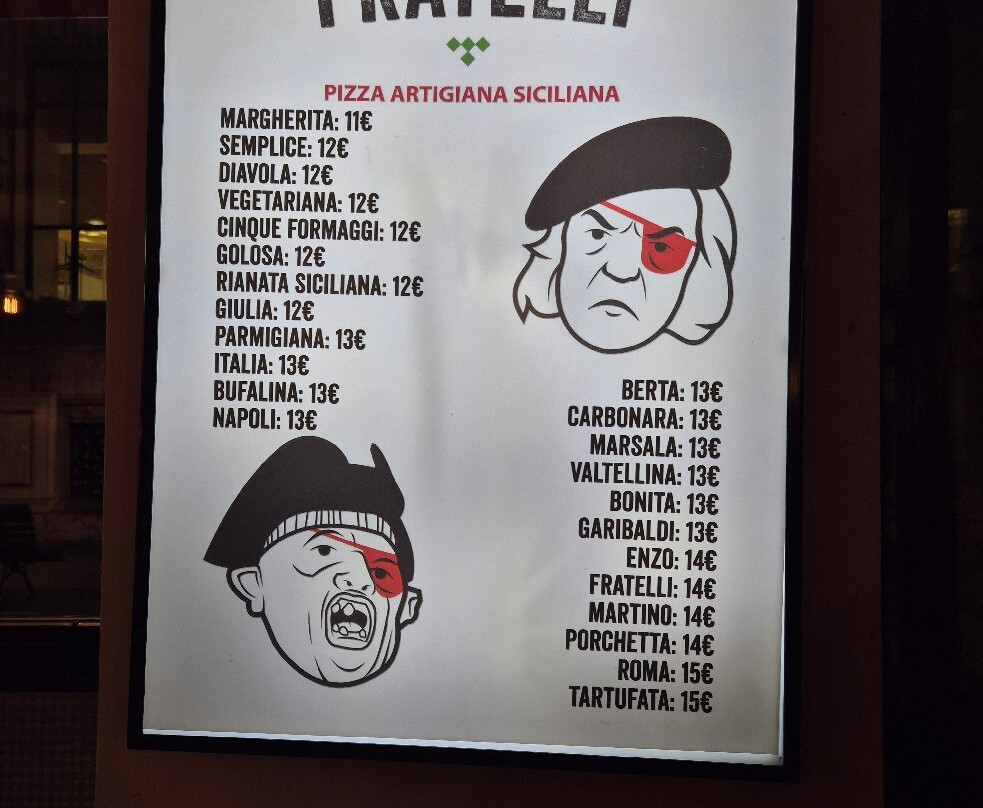 FRATELLI
PIZZA ARTIGIANA SICILIANA
MARGHERITA: 11€
SEMPLICE: 12€
DIAVOLA: 12€
VEGETARIANA: 12€
CINQUE FORMAGGI: 12€
GOLOSA: 12€
RIANATA SICILIANA: 12€
GIULIA: 12€
PARMIGIANA: 13€
ITALIA: 13€
BUFALINA: 13€
NAPOLI: 13€
BERTA: 13€
CARBONARA: 13€
MARSALA: 13€
VALTELLINA: 13€
BONITA: 13€
GARIBALDI: 13€
ENZO: 14€
FRATELLI: 14€
MARTINO: 14€
PORCHETTA: 14€
ROMA: 15€
TARTUFATA: 15€